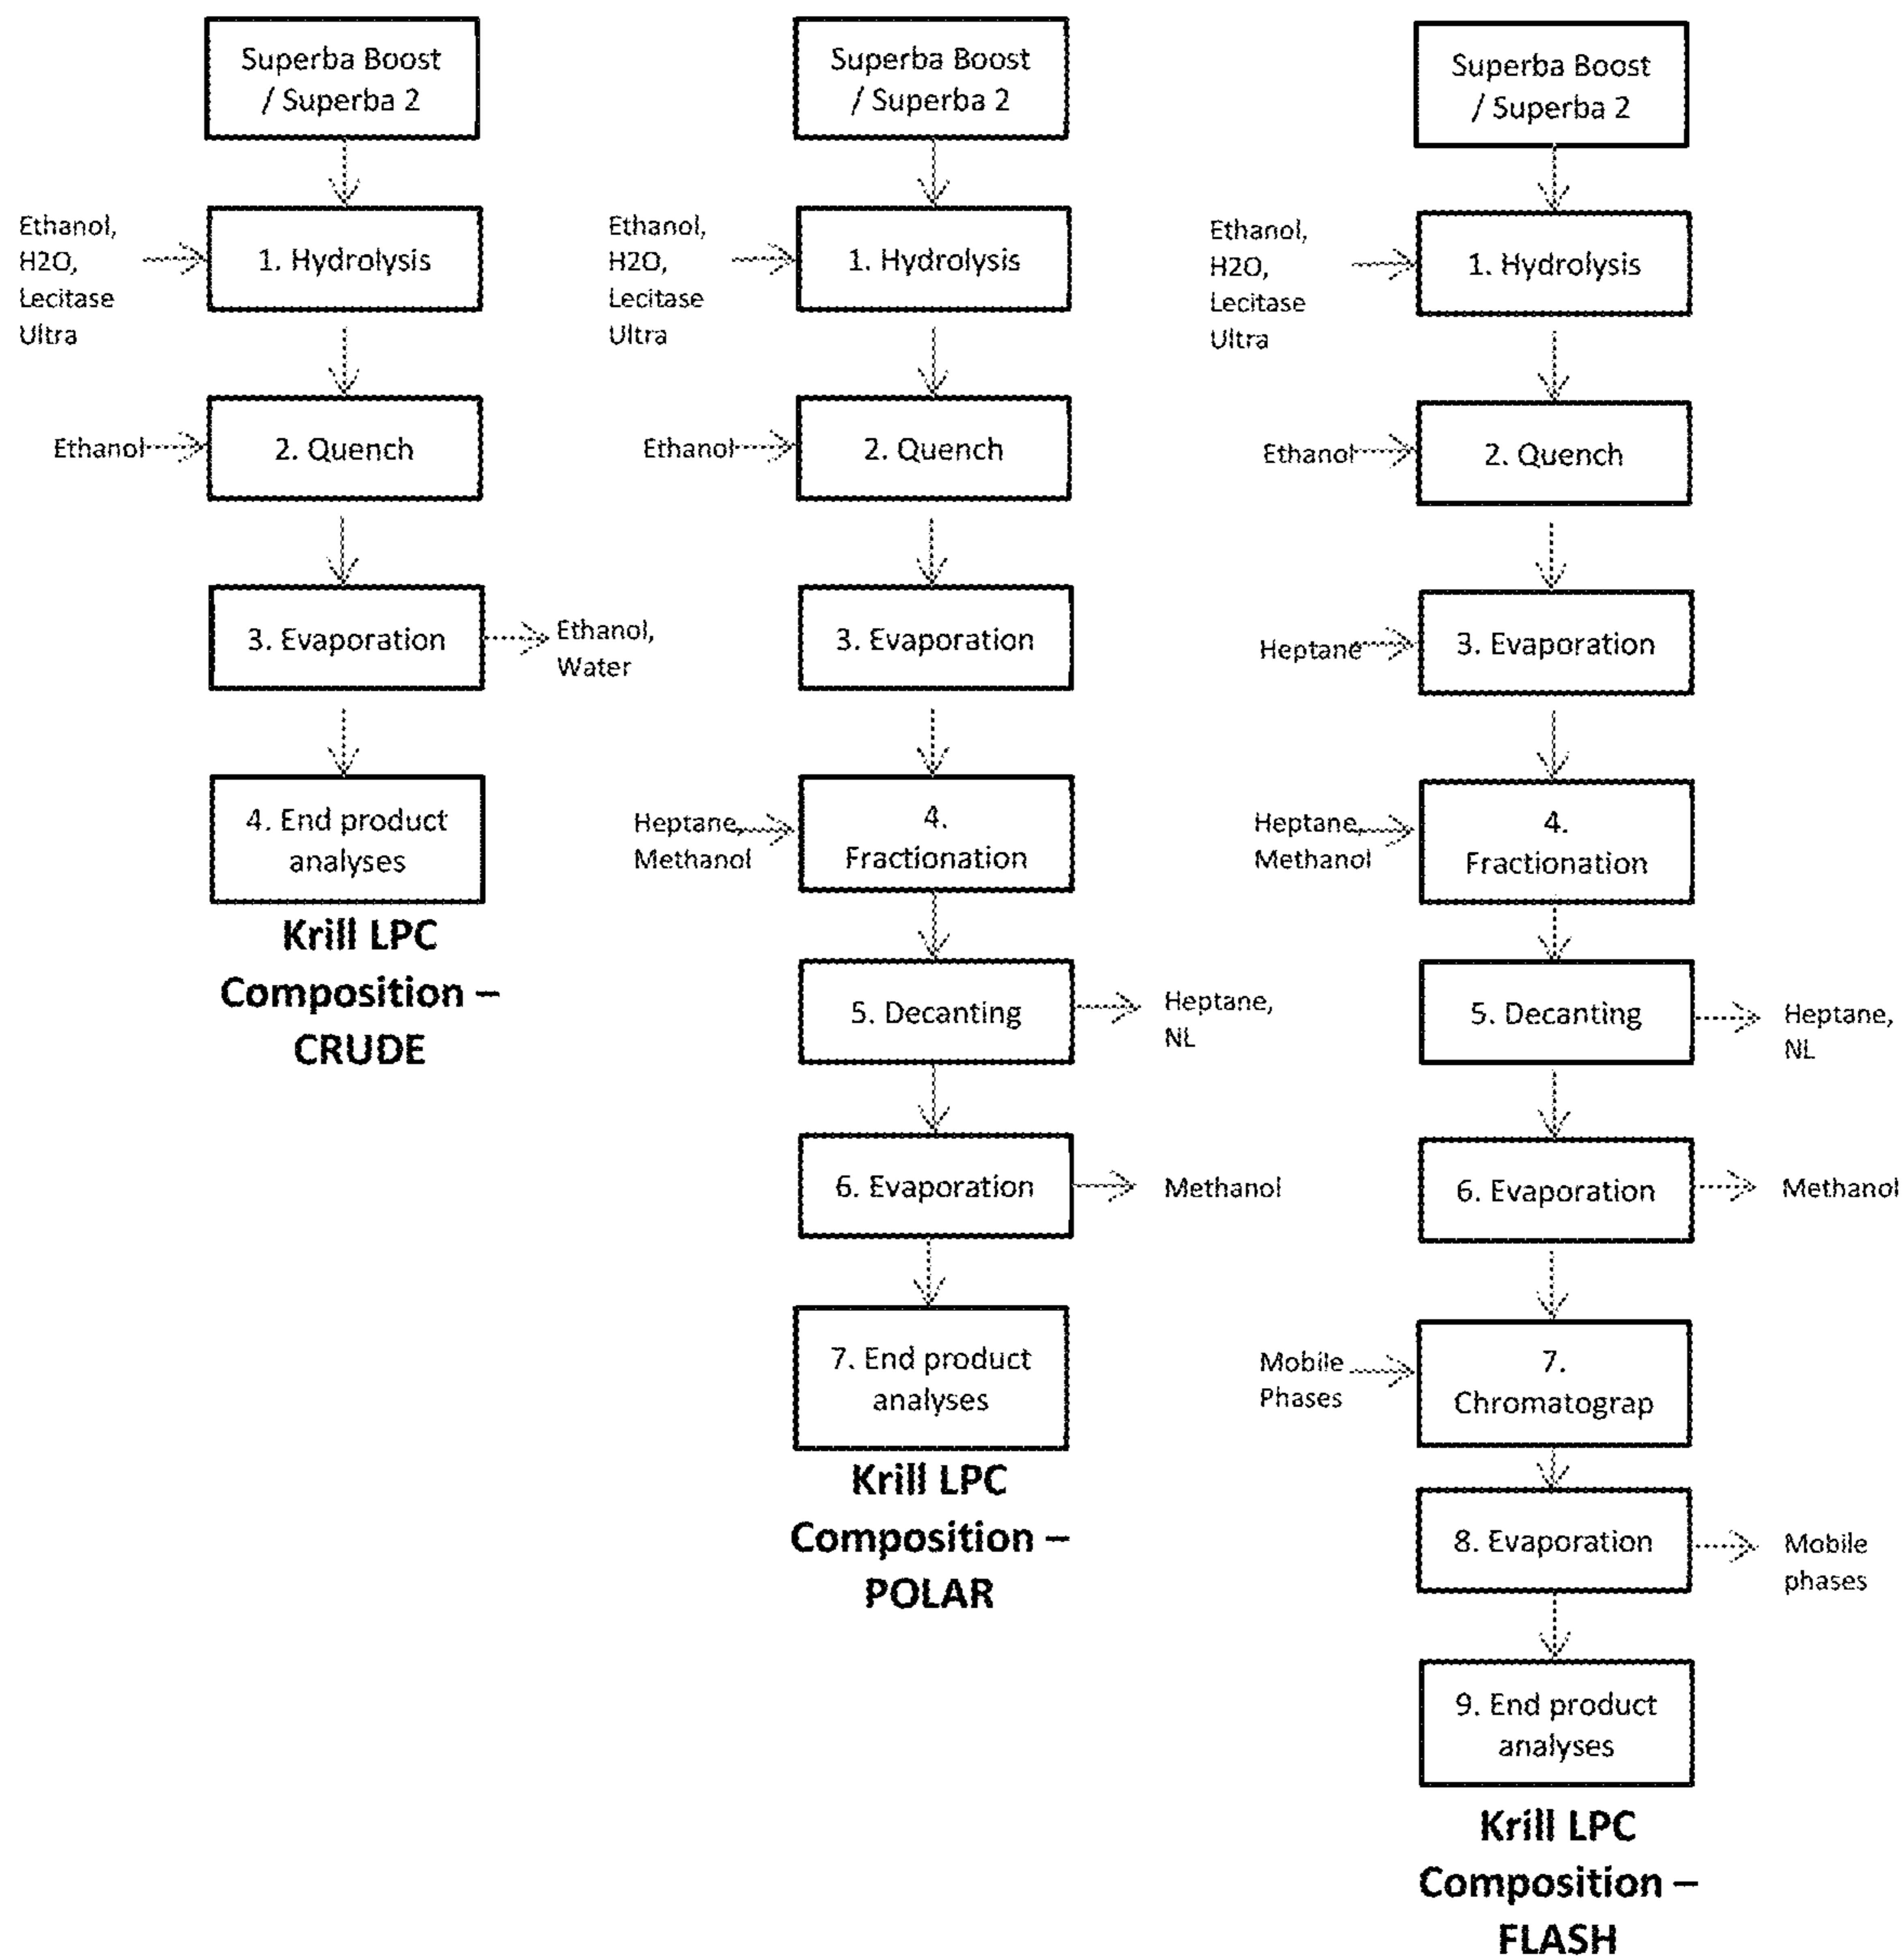 Superba Boost
/ Superba 2
Ethanol,
H2O,
Lecitase
Ultra
1. Hydrolysis
Ethanol
2. Quench
3. Evaporation
Ethanol,
Water
4. End product
analyses
Krill LPC
Composition –
CRUDE
Superba Boost
/ Superba 2
Ethanol,
H2O,
Lecitase
Ultra
1. Hydrolysis
Ethanol
2. Quench
3. Evaporation
Heptane,
Methanol
4.
Fractionation
5. Decanting
Heptane,
NL
6. Evaporation
Methanol
7. End product
analyses
Krill LPC
Composition –
POLAR
Superba Boost
/ Superba 2
Ethanol,
H2O,
Lecitase
Ultra
1. Hydrolysis
Ethanol
2. Quench
Heptane
3. Evaporation
Heptane,
Methanol
4.
Fractionation
5. Decanting
Heptane,
NL
6. Evaporation
Methanol
Mobile
Phases
7.
Chromatograp
8. Evaporation
Mobile
phases
9. End product
analyses
Krill LPC
Composition –
FLASH